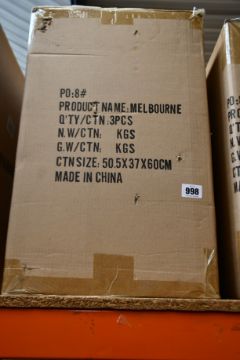 PO:8#
PRODUCT NAME:MELBOURNE
Q'TY/CTN:3PCS
N.W/CTN: KGS
G.W/CTN: KGS
CTN SIZE:50.5X37X60CM
MADE IN CHINA
998